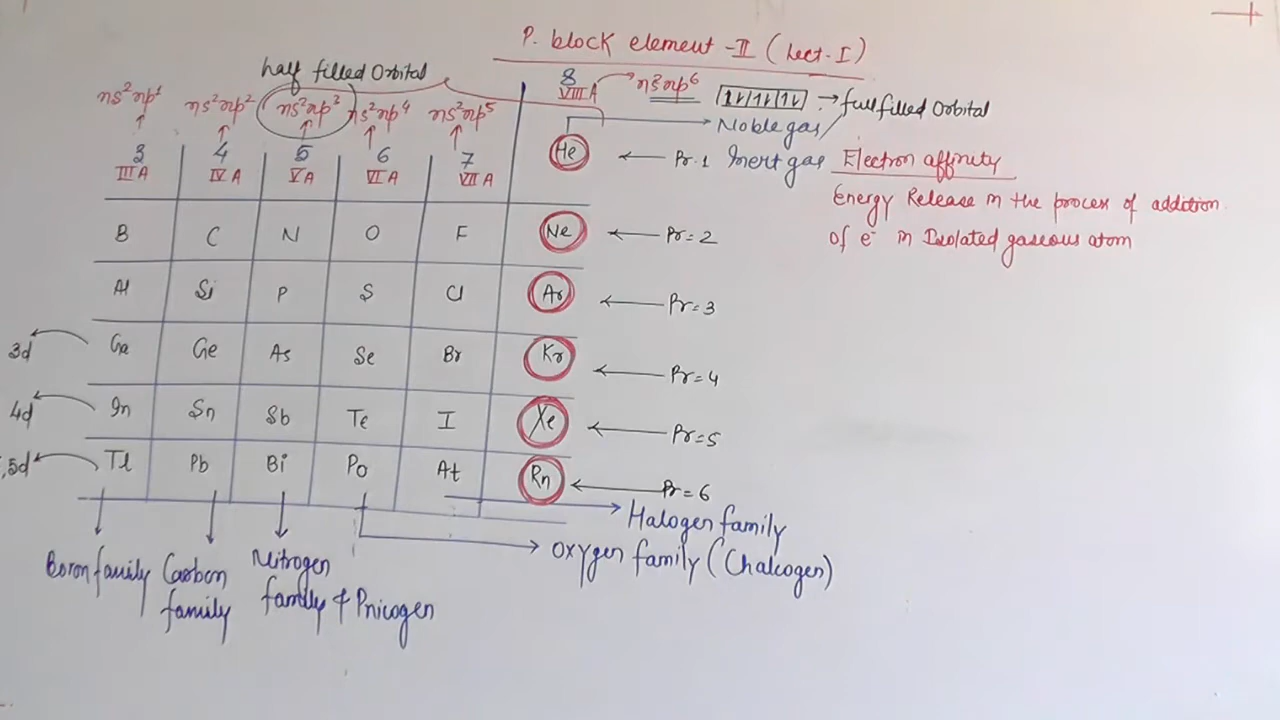 P. block element -II (Lect.-I)
half filled Orbital
ns²np¹ ns²np² ns²np³ ns²np⁴ ns²np⁵
8
VIII A → ns²np⁶ 1↓ 1↓ 1↓ → fullfilled Orbital
Noble gas/
Inert gas
3 4 5 6 7
III A IV A V A VI A VII A
He ← Pr. 1
Electron affinity
Energy Release in the process of addition
of e⁻ in Isolated gaseous atom
B C N O F Ne ← Pr = 2
Al Si P S Cl Ar ← Pr = 3
3d Ga Ge As Se Br Kr ← Pr = 4
4d In Sn Sb Te I Xe ← Pr = 5
5d Tl Pb Bi Po At Rn ← Pr = 6
Halogen family
Oxygen family (Chalcogen)
Boron family
Carbon
family
Nitrogen
family & Pnicogen